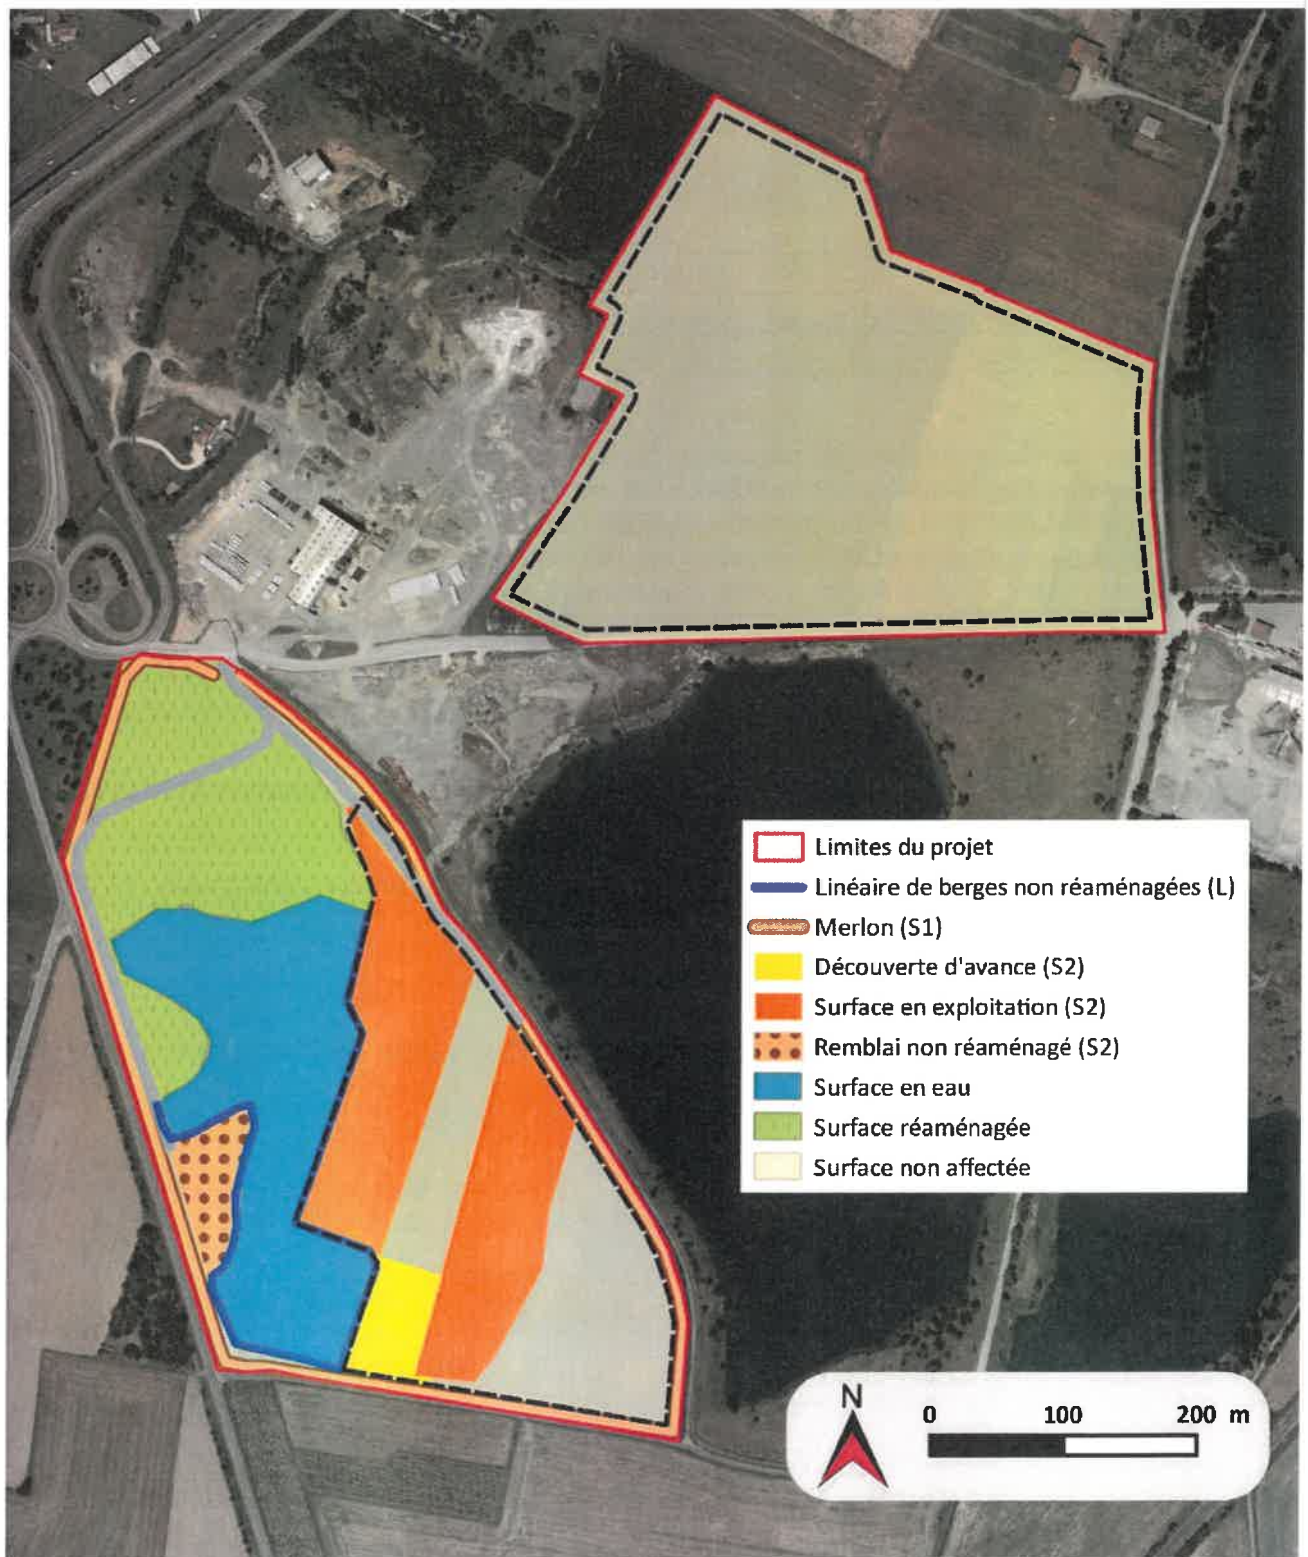 Limites du projet
Linéaire de berges non réaménagées (L)
Merlon (S1)
Découverte d'avance (S2)
Surface en exploitation (S2)
Remblai non réaménagé (S2)
Surface en eau
Surface réaménagée
Surface non affectée
N
0 100 200 m